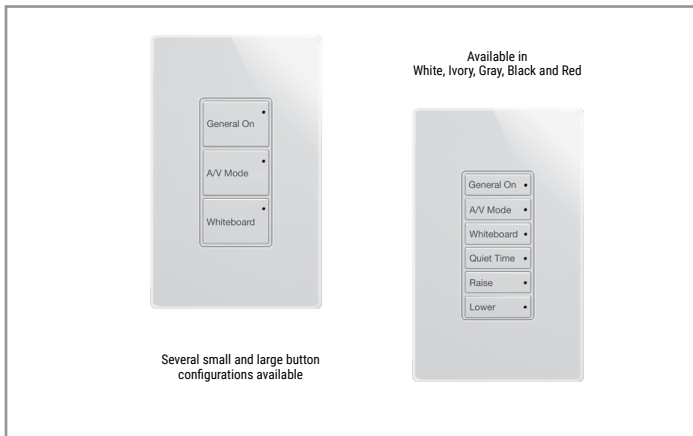 General On
A/V Mode
Whiteboard
Several small and large button
configurations available
Available in
White, Ivory, Gray, Black and Red
General On
A/V Mode
Whiteboard
Quiet Time
Raise
Lower